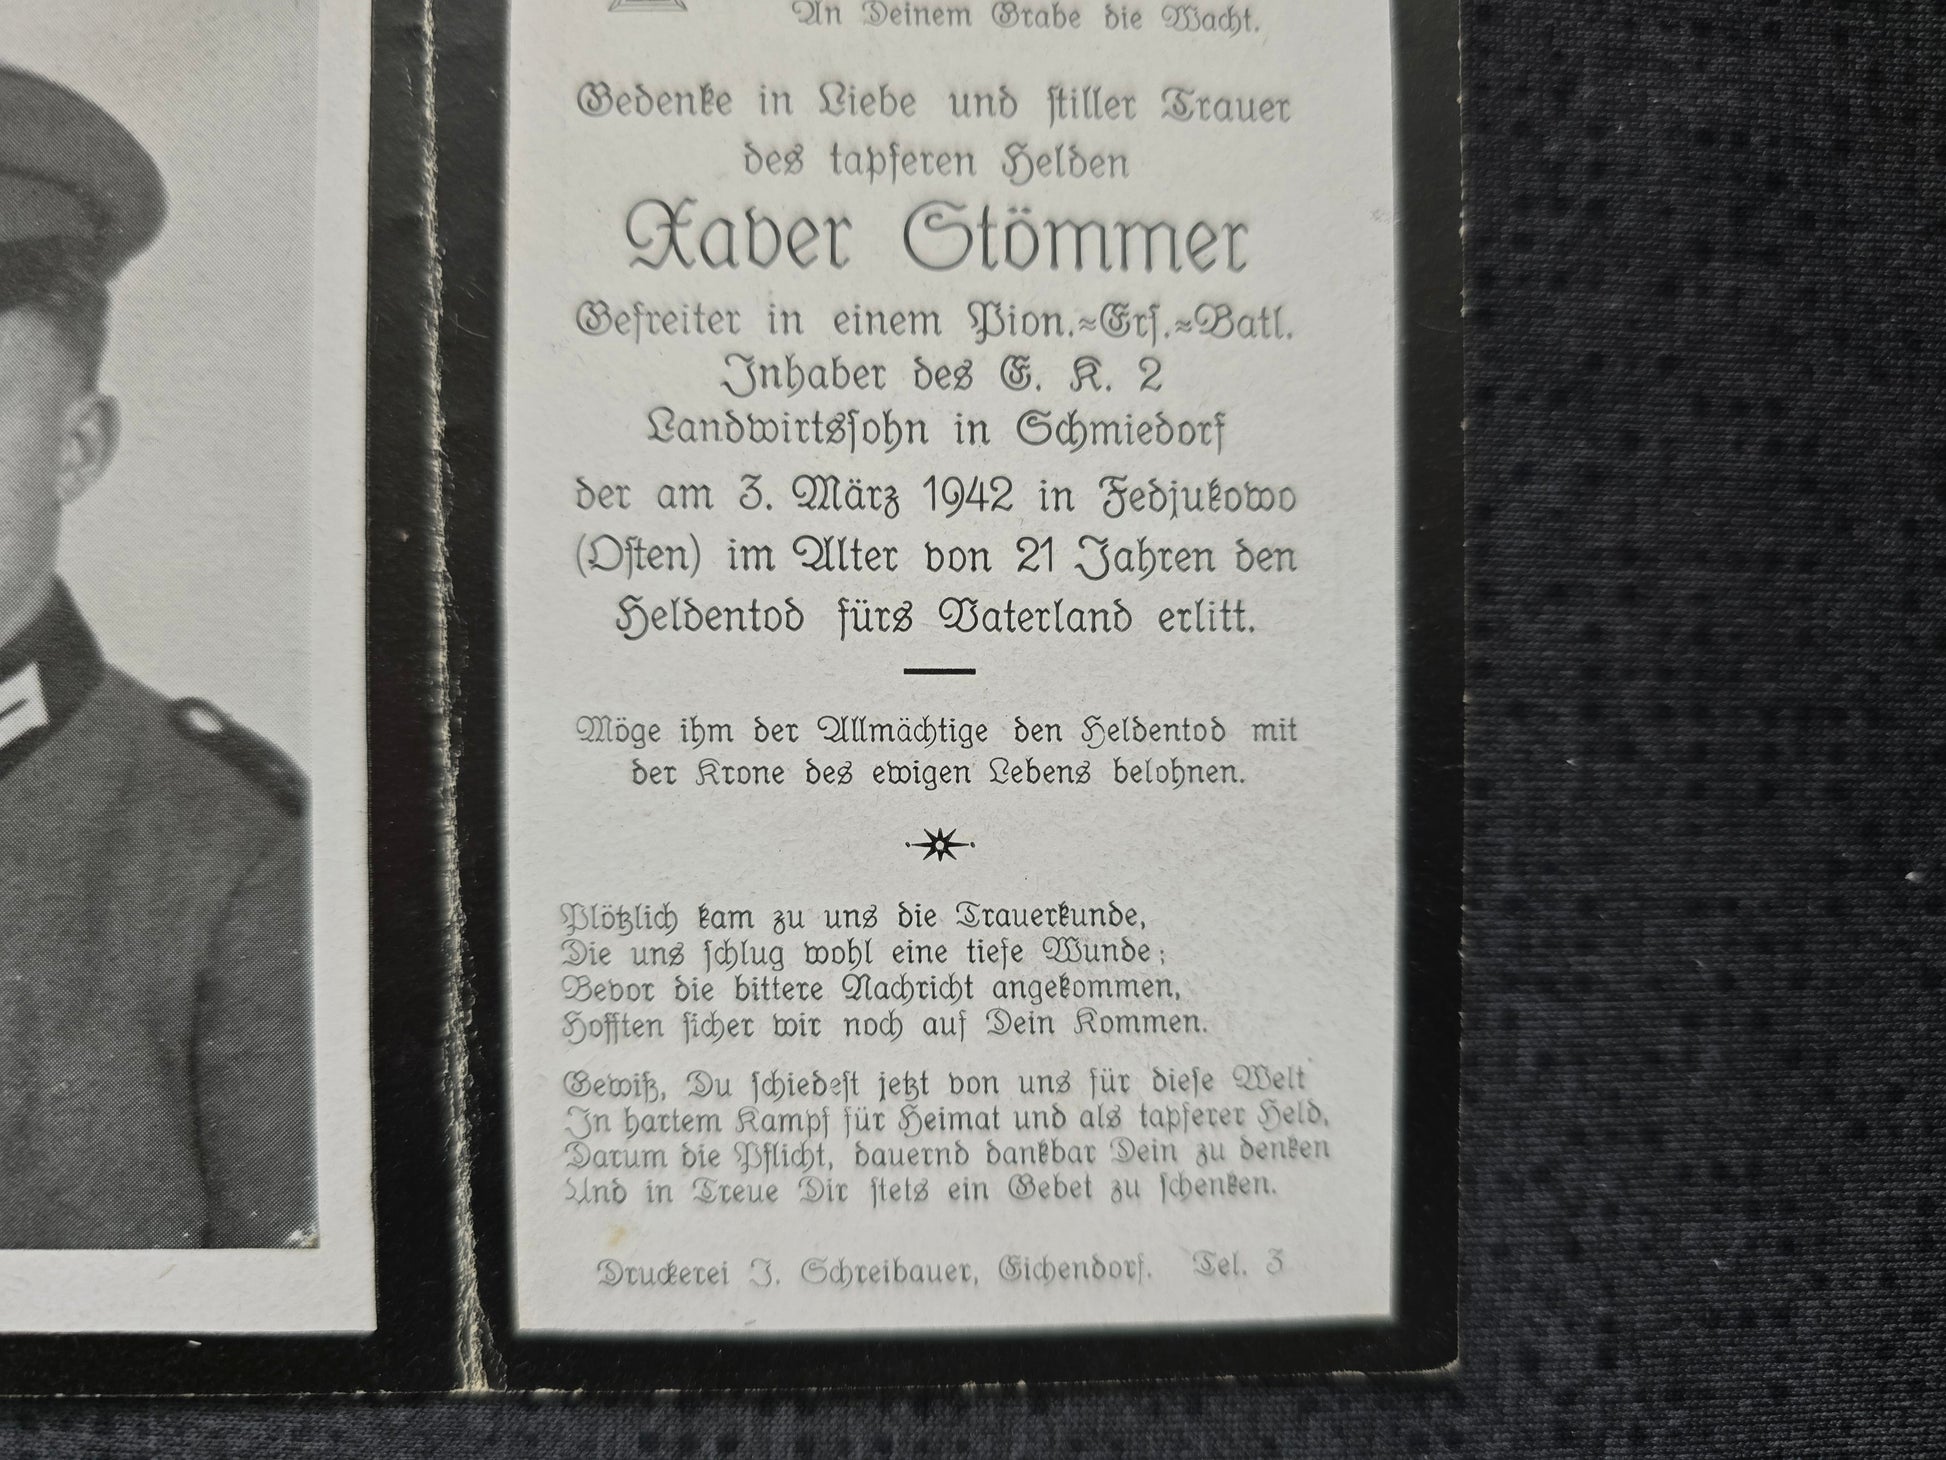 An Deinem Grabe die Wacht.
Gedenke in Liebe und stiller Trauer
des tapferen Helden
Xaver Stömmer
Gefreiter in einem Pion.=Ers.=Batl.
Inhaber des E. K. 2
Landwirtssohn in Schmiedorf
der am 3. März 1942 in Fedjukowo
(Osten) im Alter von 21 Jahren den
Heldentod fürs Vaterland erlitt.
Möge ihm der Allmächtige den Heldentod mit
der Krone des ewigen Lebens belohnen.
Plötzlich kam zu uns die Trauerkunde,
Die uns schlug wohl eine tiefe Wunde;
Bevor die bittere Nachricht angekommen,
Hofften sicher wir noch auf Dein Kommen.
Gewiß, Du schiedest jetzt von uns für diese Welt
In hartem Kampf für Heimat und als tapferer Held,
Darum die Pflicht, dauernd dankbar Dein zu denken
Und in Treue Dir stets ein Gebet zu schenken.
Druckerei J. Schreibauer, Eichendorf. Tel. 3